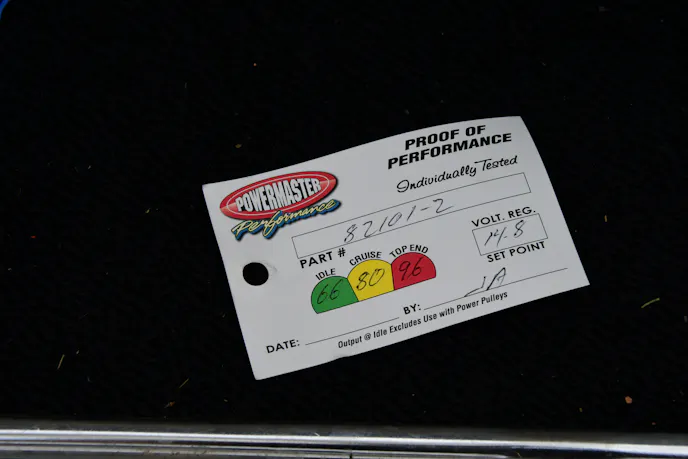 PROOF OF
PERFORMANCE
Individually Tested
POWERMASTER
Performance
82101-2
PART #
VOLT. REG.
14.8
SET POINT
IDLE CRUISE TOP END
66 80 96
DATE: BY: JA
Output @ Idle Excludes Use with Power Pulleys